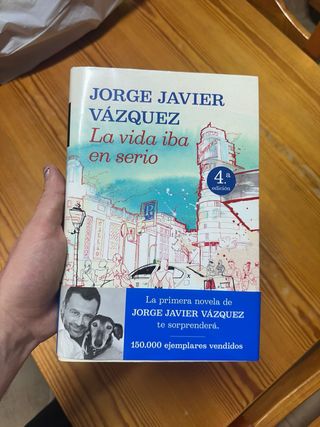 JORGE JAVIER
VÁZQUEZ
La vida iba
en serio
4.ª
edición
La primera novela de
JORGE JAVIER VÁZQUEZ
te sorprenderá.
150.000 ejemplares vendidos